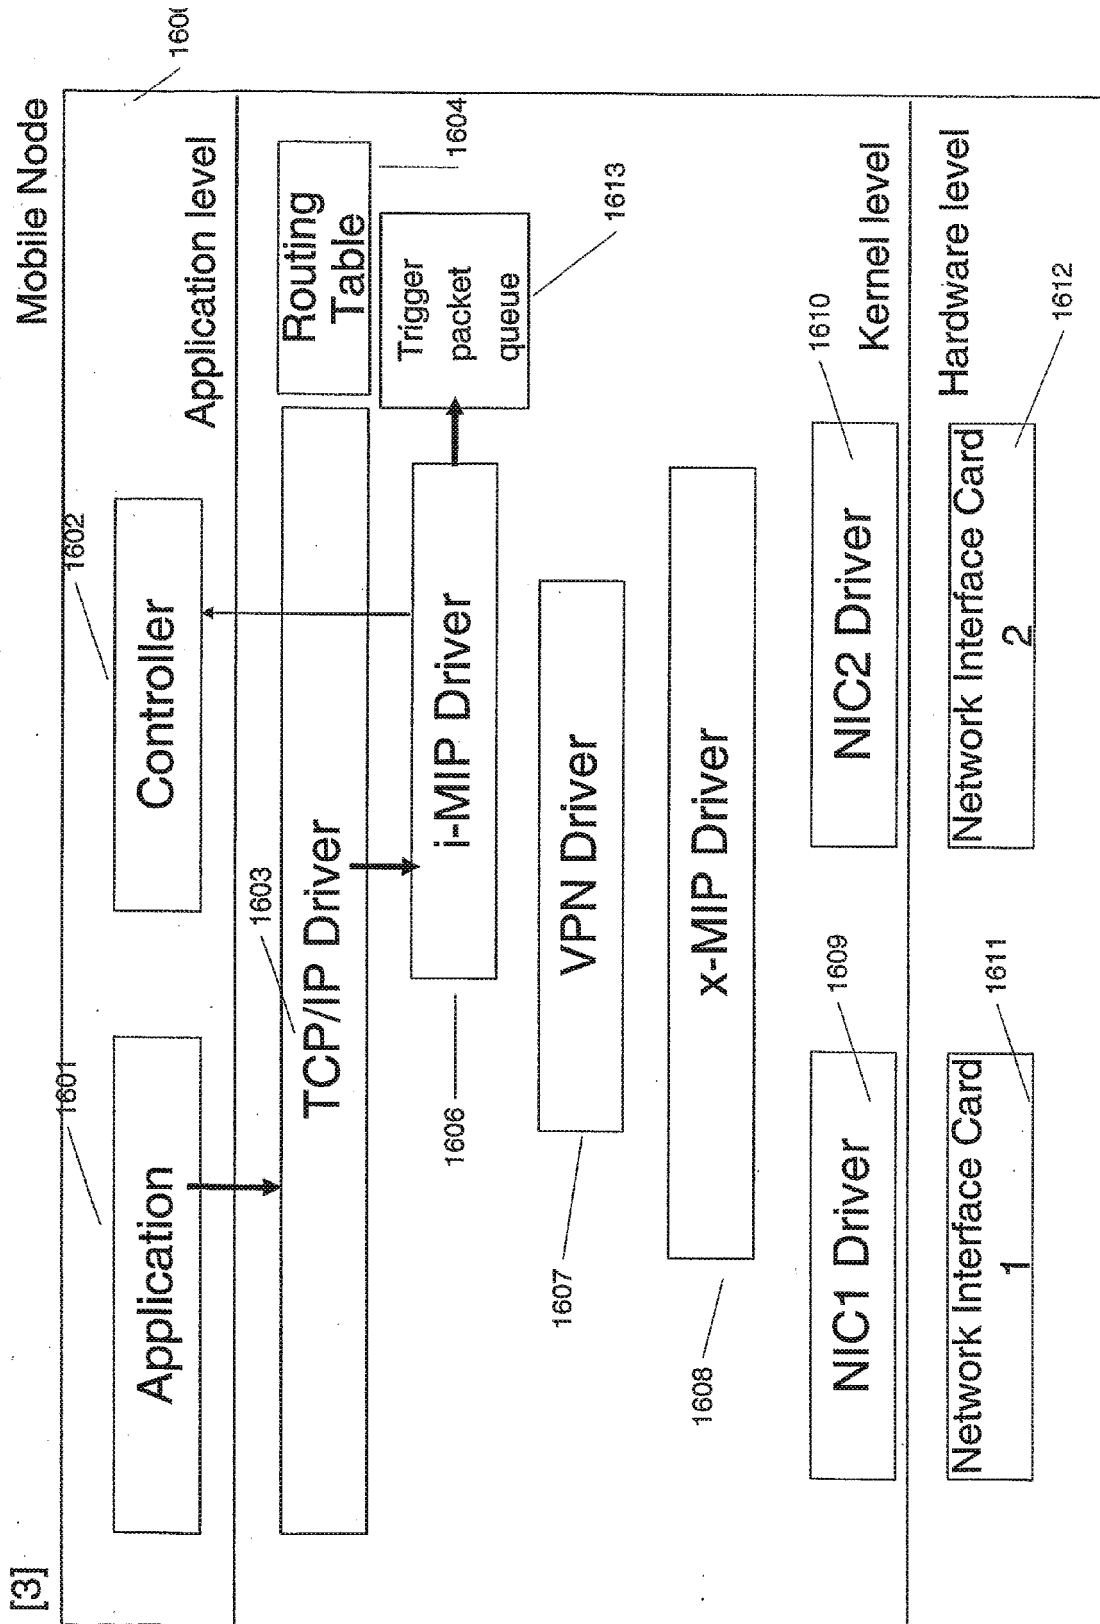 [3]
Mobile Node
Application level
1601
Application
1602
Controller
1603
TCP/IP Driver
Routing
Table
1604
1606
i-MIP Driver
Trigger
packet
queue
1613
1607
VPN Driver
1608
x-MIP Driver
NIC1 Driver
1609
NIC2 Driver
1610
Kernel level
Hardware level
Network Interface Card
1
1611
Network Interface Card
2
1612